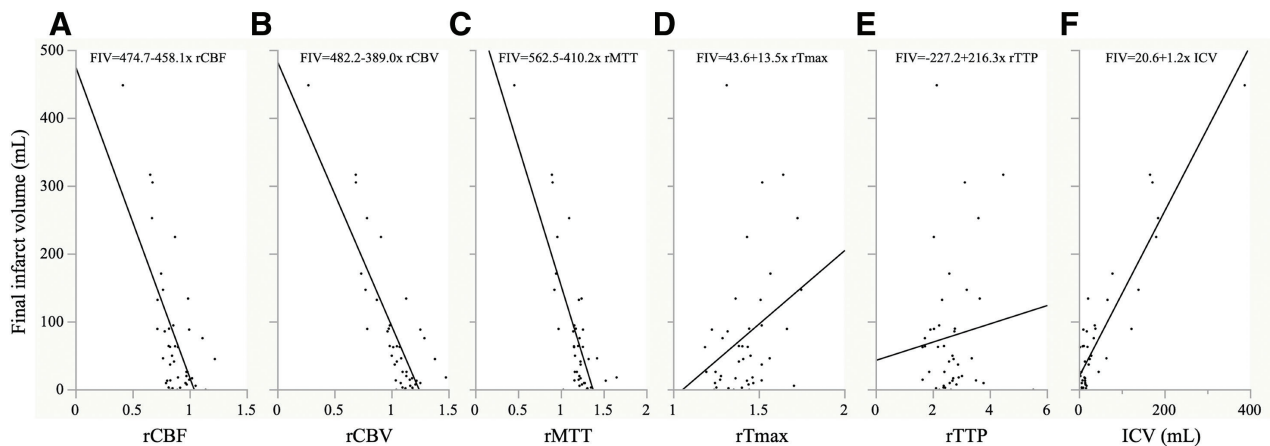 A B C D E F
FIV=474.7-458.1x rCBF FIV=482.2-389.0x rCBV FIV=562.5-410.2x rMTT FIV=43.6+13.5x rTmax FIV=-227.2+216.3x rTTP FIV=20.6+1.2x ICV
Final infarct volume (mL)
500
400
300
200
100
0
0 0.5 1 1.5 0 0.5 1 1.5 0 0.5 1 1.5 2 1 1.5 2 0 2 4 6 0 200 400
rCBF rCBV rMTT rTmax rTTP ICV (mL)